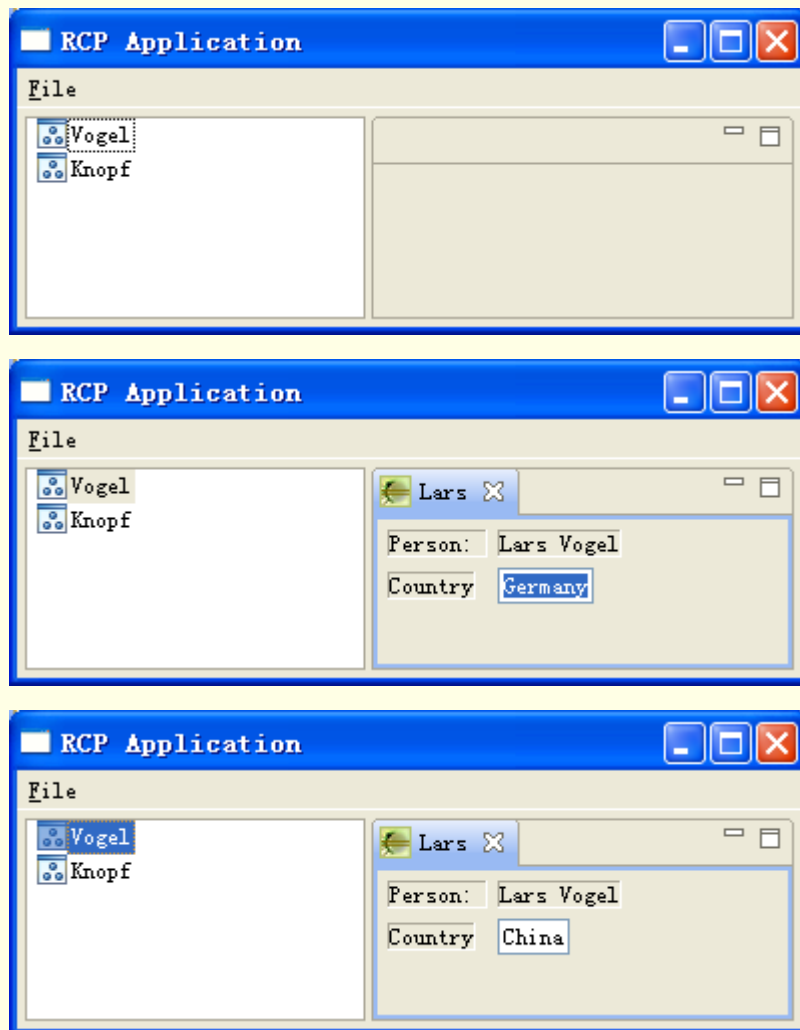 RCP Application
File
Vogel
Knopf
RCP Application
File
Vogel
Knopf
Lars
Person: Lars Vogel
Country Germany
RCP Application
File
Vogel
Knopf
Lars
Person: Lars Vogel
Country China